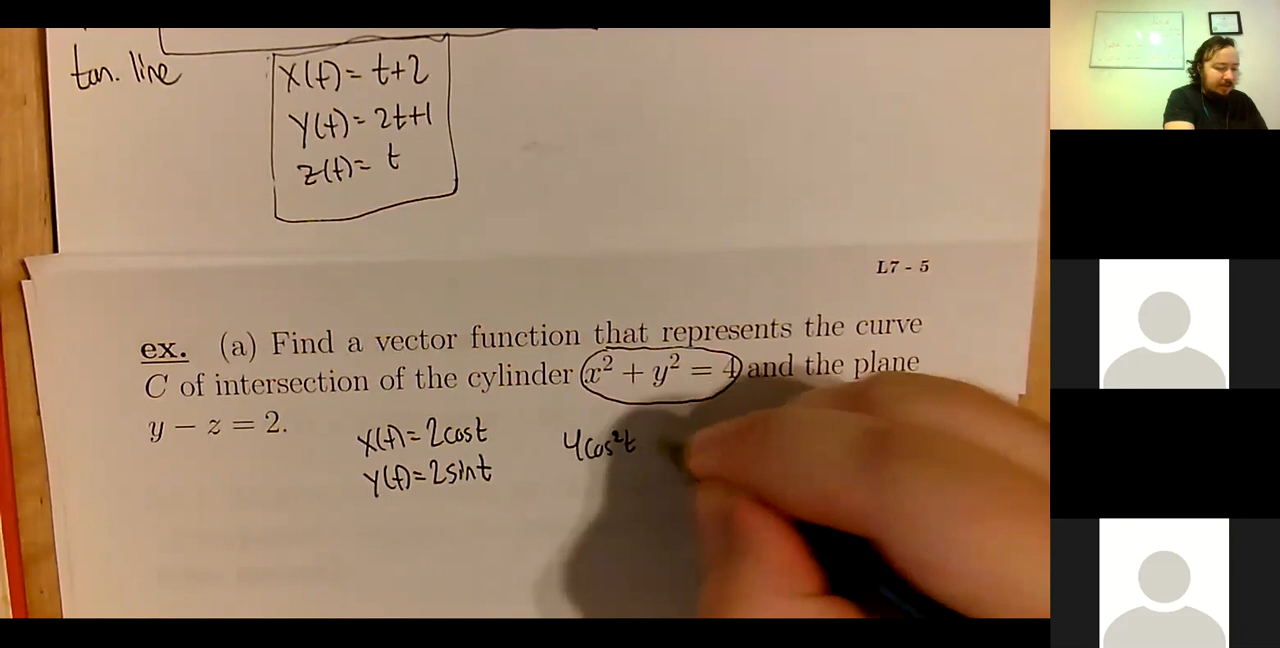 tan. line
x(t) = t+2
y(t) = 2t+1
z(t) = t
L7 - 5
ex. (a) Find a vector function that represents the curve
C of intersection of the cylinder x² + y² = 4 and the plane
y − z = 2.
x(t) = 2cost
y(t) = 2sint
4cos²t